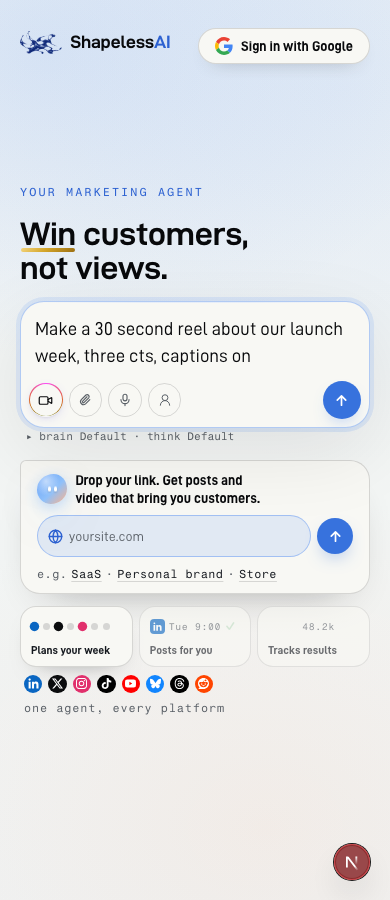 ShapelessAI
Sign in with Google
YOUR MARKETING AGENT
Win customers,
not views.
Make a 30 second reel about our launch
week, three cts, captions on
▸ brain Default · think Default
Drop your link. Get posts and
video that bring you customers.
yoursite.com
e.g. SaaS · Personal brand · Store
Plans your week
in Tue 9:00 ✓
Posts for you
48.2k
Tracks results
one agent, every platform
N